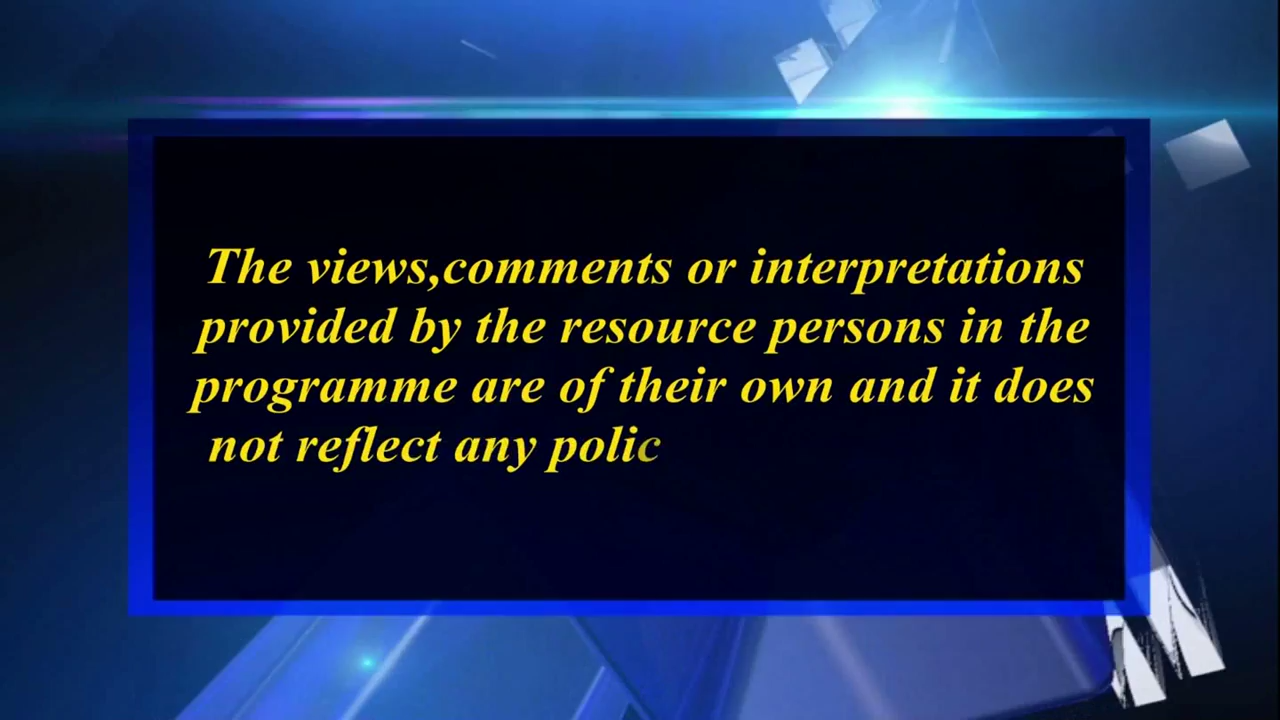 The views,comments or interpretations
provided by the resource persons in the
programme are of their own and it does
not reflect any polic